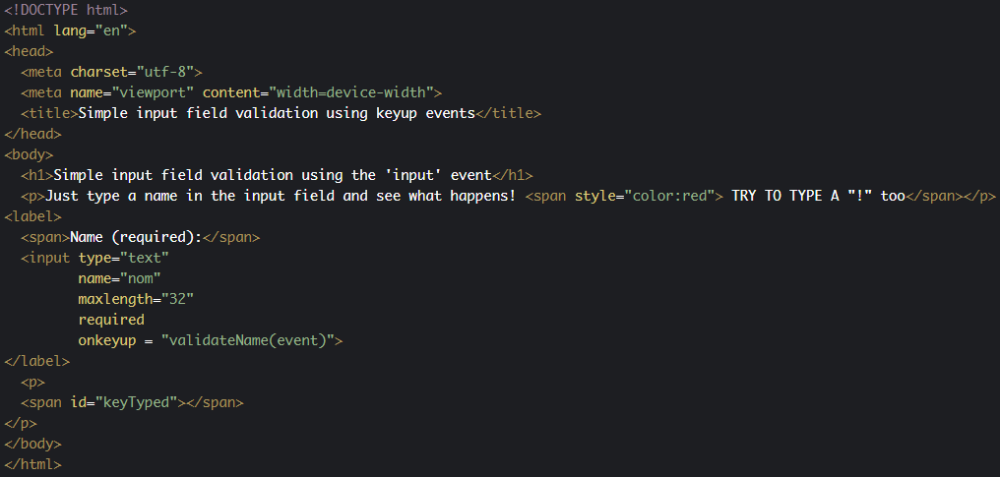 <!DOCTYPE html>
<html lang="en">
<head>
  <meta charset="utf-8">
  <meta name="viewport" content="width=device-width">
  <title>Simple input field validation using keyup events</title>
</head>
<body>
  <h1>Simple input field validation using the 'input' event</h1>
  <p>Just type a name in the input field and see what happens! <span style="color:red"> TRY TO TYPE A "!" too</span></p>
<label>
  <span>Name (required):</span>
  <input type="text"
         name="nom"
         maxlength="32"
         required
         onkeyup = "validateName(event)">
</label>
  <p>
  <span id="keyTyped"></span>
</p>
</body>
</html>